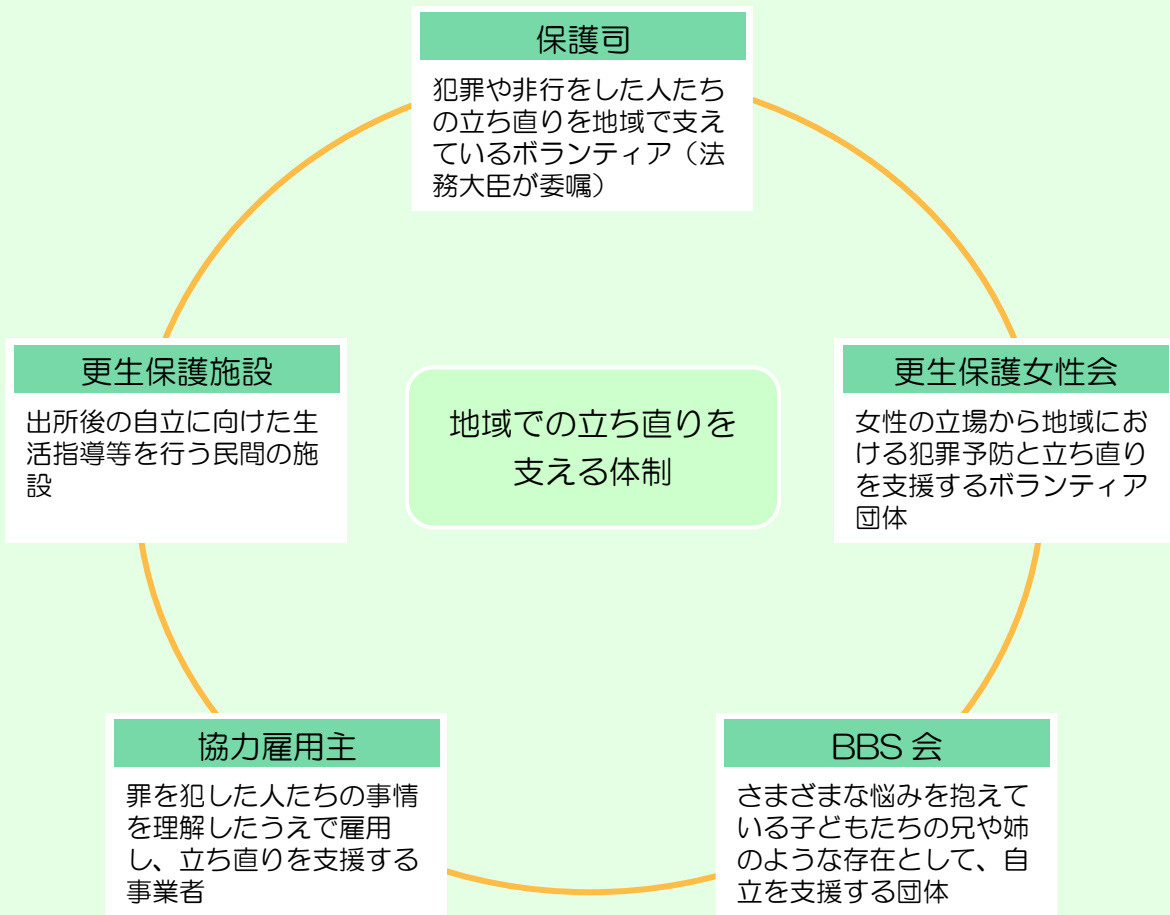 保護司
犯罪や非行をした人たち
の立ち直りを地域で支え
ているボランティア（法
務大臣が委嘱）
更生保護施設
出所後の自立に向けた生
活指導等を行う民間の施
設
地域での立ち直りを
支える体制
更生保護女性会
女性の立場から地域にお
ける犯罪予防と立ち直り
を支援するボランティア
団体
協力雇用主
罪を犯した人たちの事情
を理解したうえで雇用
し、立ち直りを支援する
事業者
BBS 会
さまざまな悩みを抱えて
いる子どもたちの兄や姉
のような存在として、自
立を支援する団体